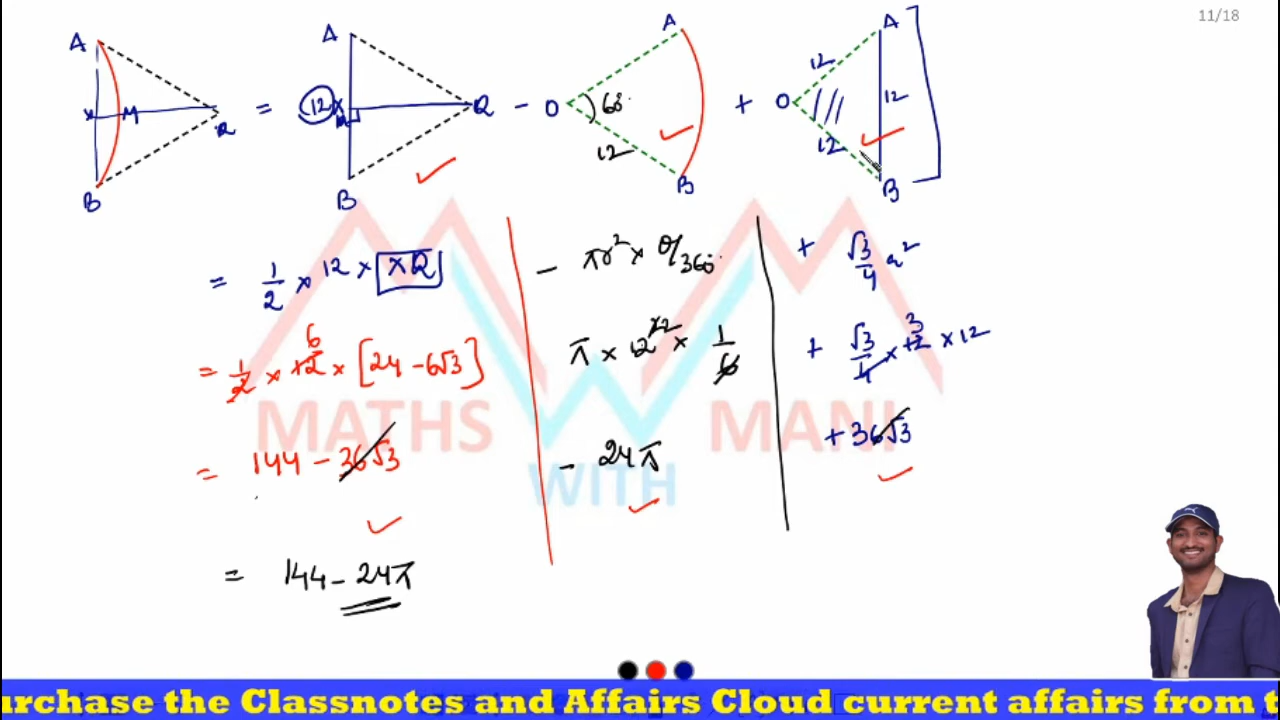 11/18
A A A A
X M = 12 X - O 60° + O 12 12
R Q 12 12
B B B B
= 1/2 × 12 × XQ - πr² × θ/360° + √3/4 a²
= 1/2 × 12 6 × [24 - 6√3] π × 12 × 12 2 × 1/6 + √3/4 × 12 3 × 12
= 144 - 36√3 - 24π + 36√3
= 144 - 24π
MATHS MANI
WITH
urchase the Classnotes and Affairs Cloud current affairs from t